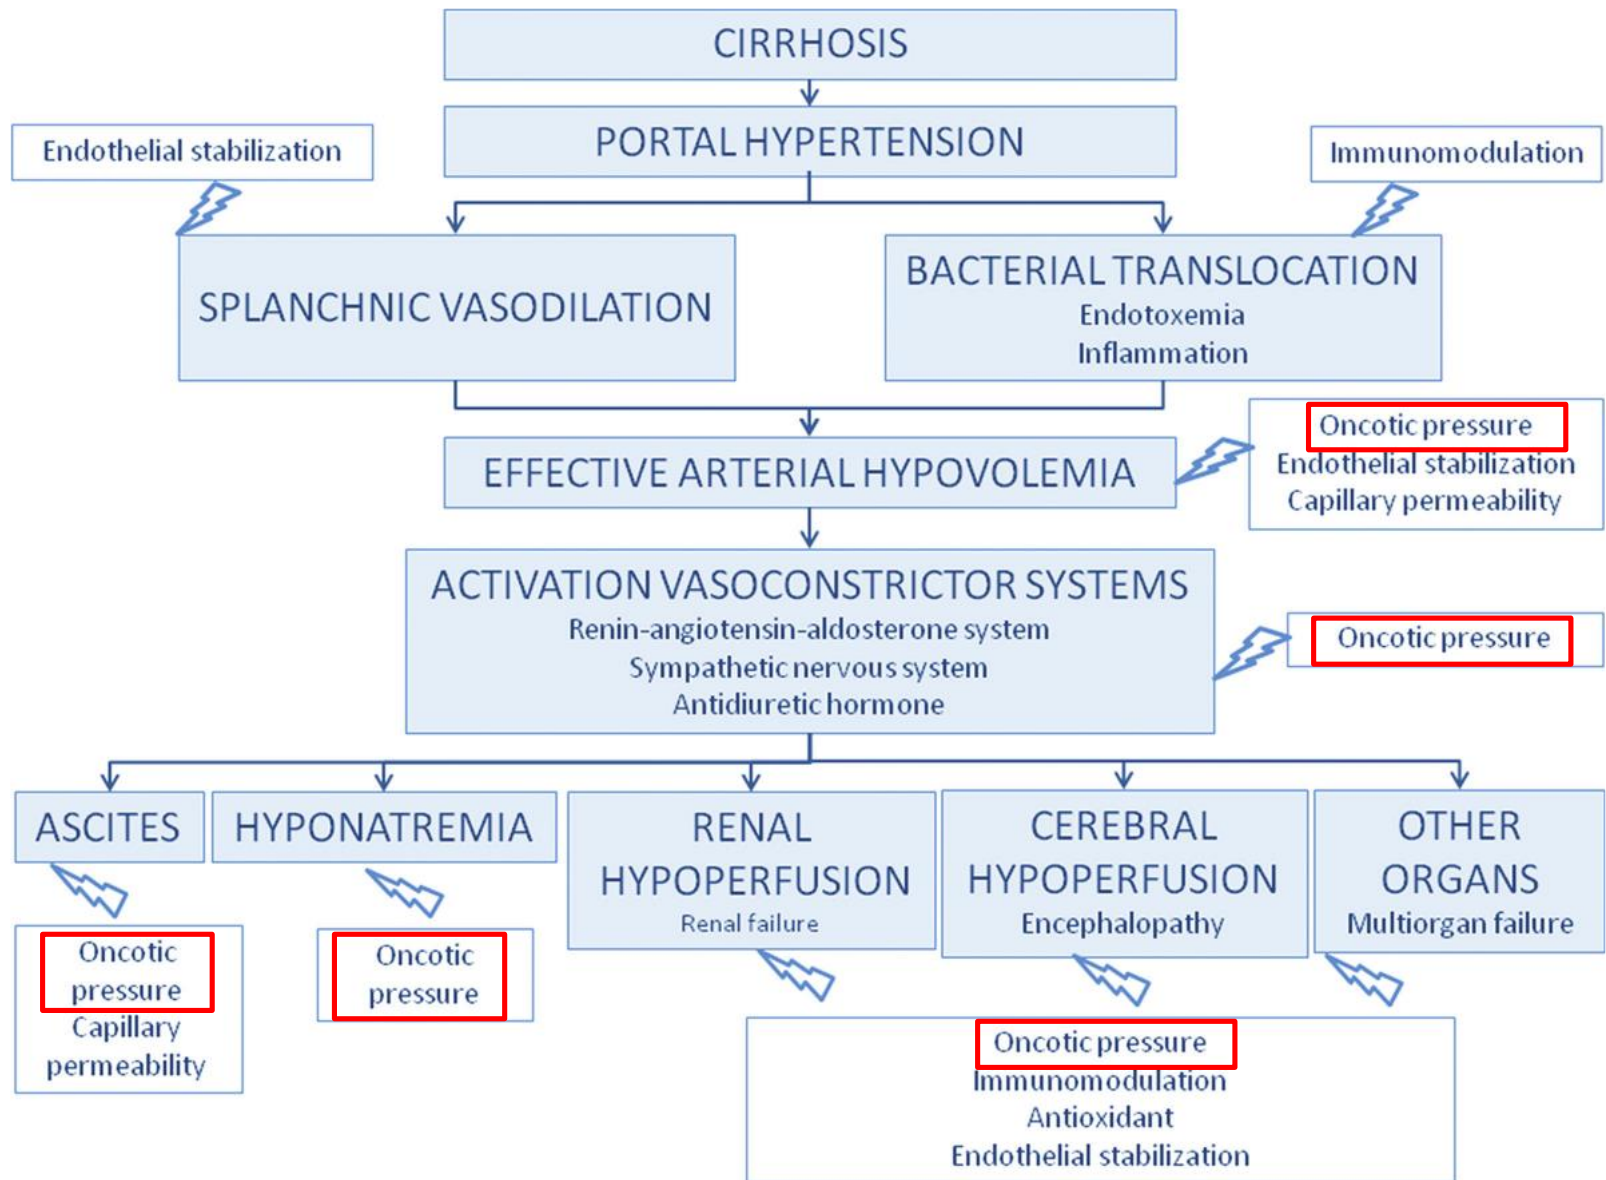 CIRRHOSIS
PORTAL HYPERTENSION
Endothelial stabilization
Immunomodulation
SPLANCHNIC VASODILATION
BACTERIAL TRANSLOCATION
Endotoxemia
Inflammation
EFFECTIVE ARTERIAL HYPOVOLEMIA
Oncotic pressure
Endothelial stabilization
Capillary permeability
ACTIVATION VASOCONSTRICTOR SYSTEMS
Renin-angiotensin-aldosterone system
Sympathetic nervous system
Antidiuretic hormone
Oncotic pressure
ASCITES
HYPONATREMIA
RENAL
HYPOPERFUSION
Renal failure
CEREBRAL
HYPOPERFUSION
Encephalopathy
OTHER
ORGANS
Multiorgan failure
Oncotic
pressure
Capillary
permeability
Oncotic
pressure
Oncotic pressure
Immunomodulation
Antioxidant
Endothelial stabilization